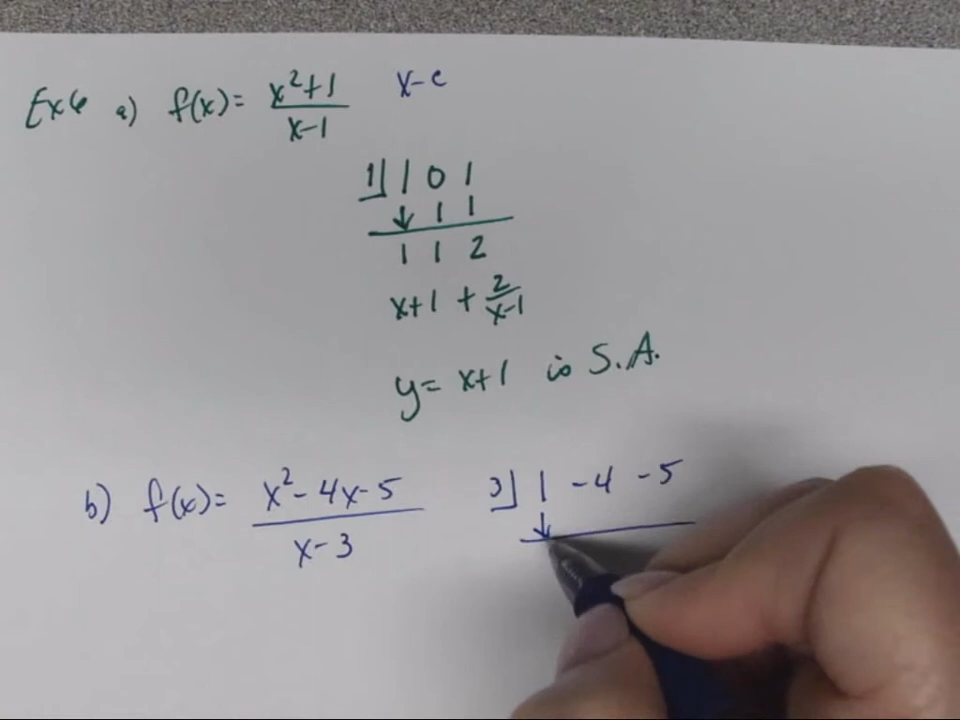 Ex 6 a) f(x) = x²+1 / x-1 x-c
1⌋ 1 0 1
↓ 1 1
1 1 2
x+1 + 2/x-1
y = x+1 is S.A.
b) f(x) = x²-4x-5 / x-3 3⌋ 1 -4 -5
↓